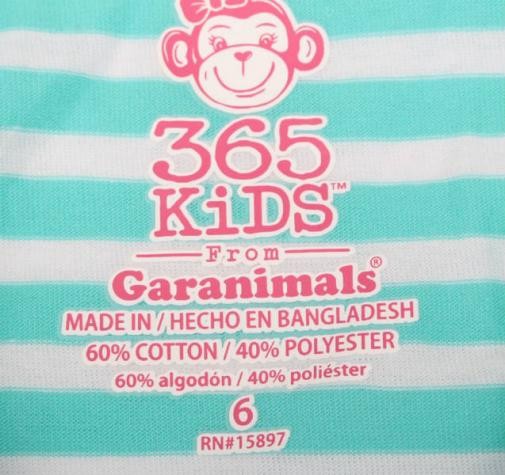 365
KiDS™
From
Garanimals®
MADE IN / HECHO EN BANGLADESH
60% COTTON / 40% POLYESTER
60% algodón / 40% poliéster
6
RN#15897